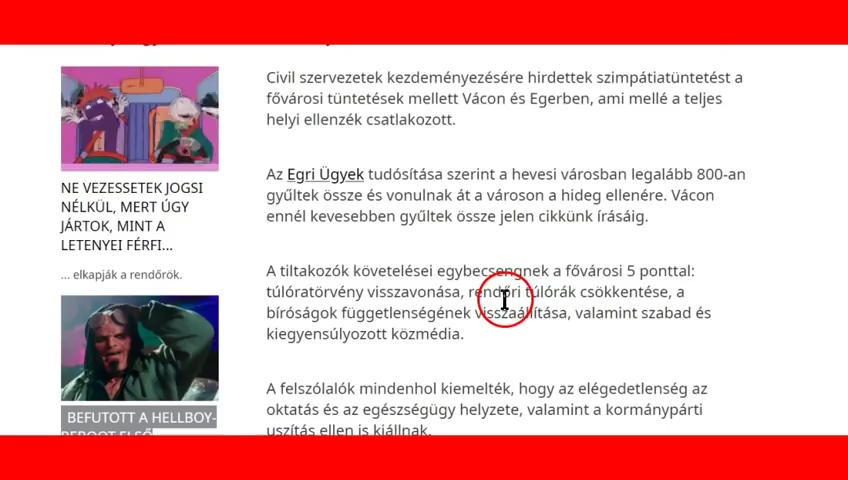 NE VEZESSETEK JOGSI
NÉLKÜL, MERT ÚGY
JÁRTOK, MINT A
LETENYEI FÉRFI...
... elkapják a rendőrök.
BEFUTOTT A HELLBOY-
REBOOT ELSŐ
Civil szervezetek kezdeményezésére hirdettek szimpátiatüntetést a
fővárosi tüntetések mellett Vácon és Egerben, ami mellé a teljes
helyi ellenzék csatlakozott.
Az Egri Ügyek tudósítása szerint a hevesi városban legalább 800-an
gyűltek össze és vonulnak át a városon a hideg ellenére. Vácon
ennél kevesebben gyűltek össze jelen cikkünk írásáig.
A tiltakozók követelései egybecsengnek a fővárosi 5 ponttal:
túlóratörvény visszavonása, rendőri túlórák csökkentése, a
bíróságok függetlenségének visszaállítása, valamint szabad és
kiegyensúlyozott közmédia.
A felszólalók mindenhol kiemelték, hogy az elégedetlenség az
oktatás és az egészségügy helyzete, valamint a kormánypárti
uszítás ellen is kiállnak.